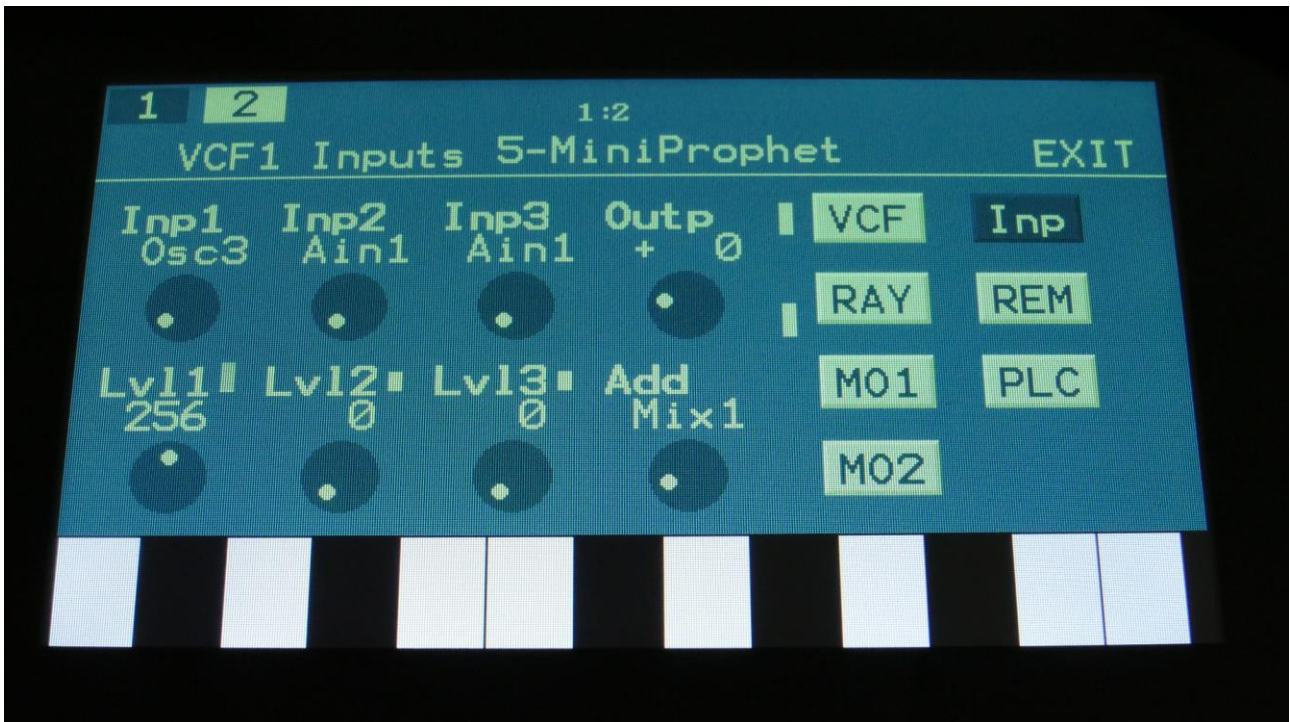 1 2 1:2
VCF1 Inputs 5-MiniProphet EXIT
Inp1 Inp2 Inp3 Outp VCF Inp
Osc3 Ain1 Ain1 + 0
RAY REM
Lvl1 Lvl2 Lvl3 Add MO1 PLC
256 0 0 Mix1
MO2